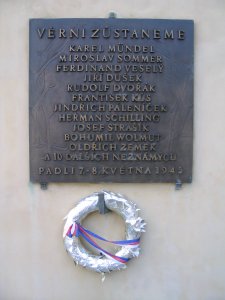 VĚRNI ZŮSTANEME
KAREL MÜNDEL
MIROSLAV SOMMER
FERDINAND VESELÝ
JIŘÍ DUŠEK
RUDOLF DVOŘÁK
FRANTIŠEK KUS
JINDŘICH PALENÍČEK
HERMAN SCHILLING
JOSEF STRAŠÍK
BOHUMIL WOLMUT
OLDŘICH ZEMEK
A 10 DALŠÍCH NEZNÁMÝCH
PADLI 7.-8. KVĚTNA 1945